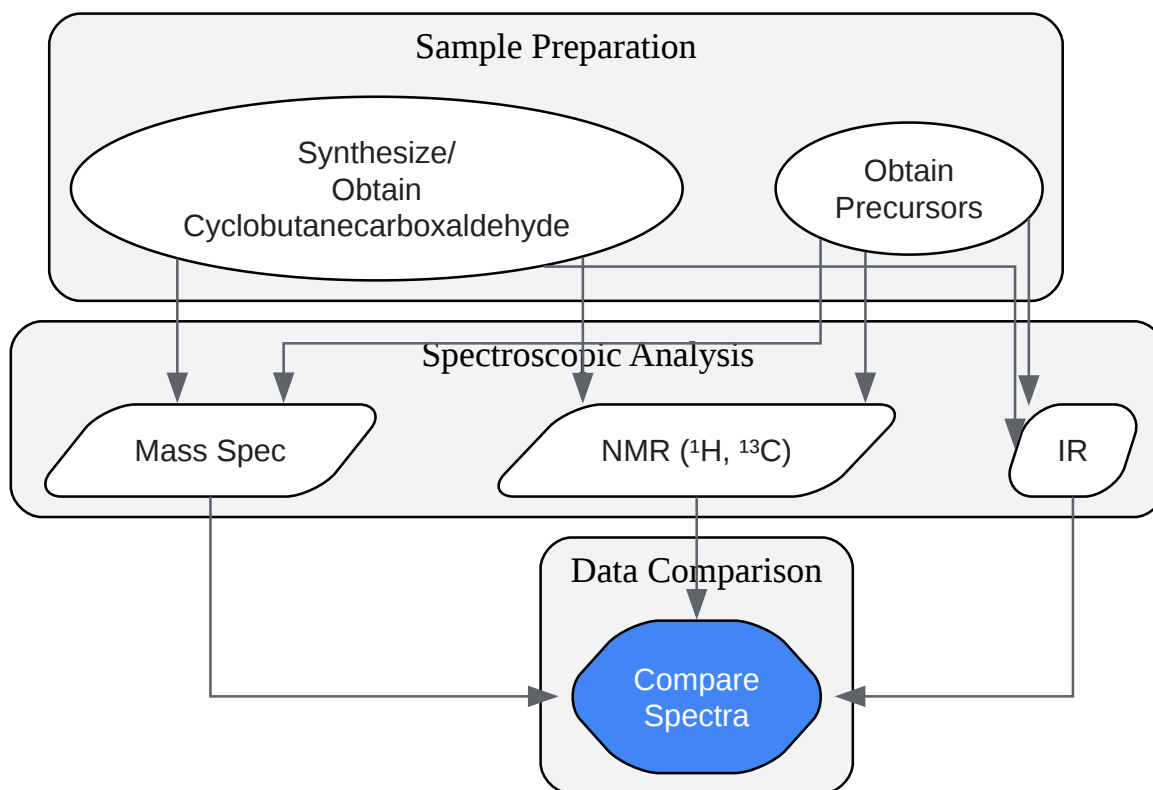 Sample Preparation
Synthesize/
Obtain
Cyclobutanecarboxaldehyde
Obtain
Precursors
Spectroscopic Analysis
Mass Spec
NMR (¹H, ¹³C)
IR
Data Comparison
Compare
Spectra